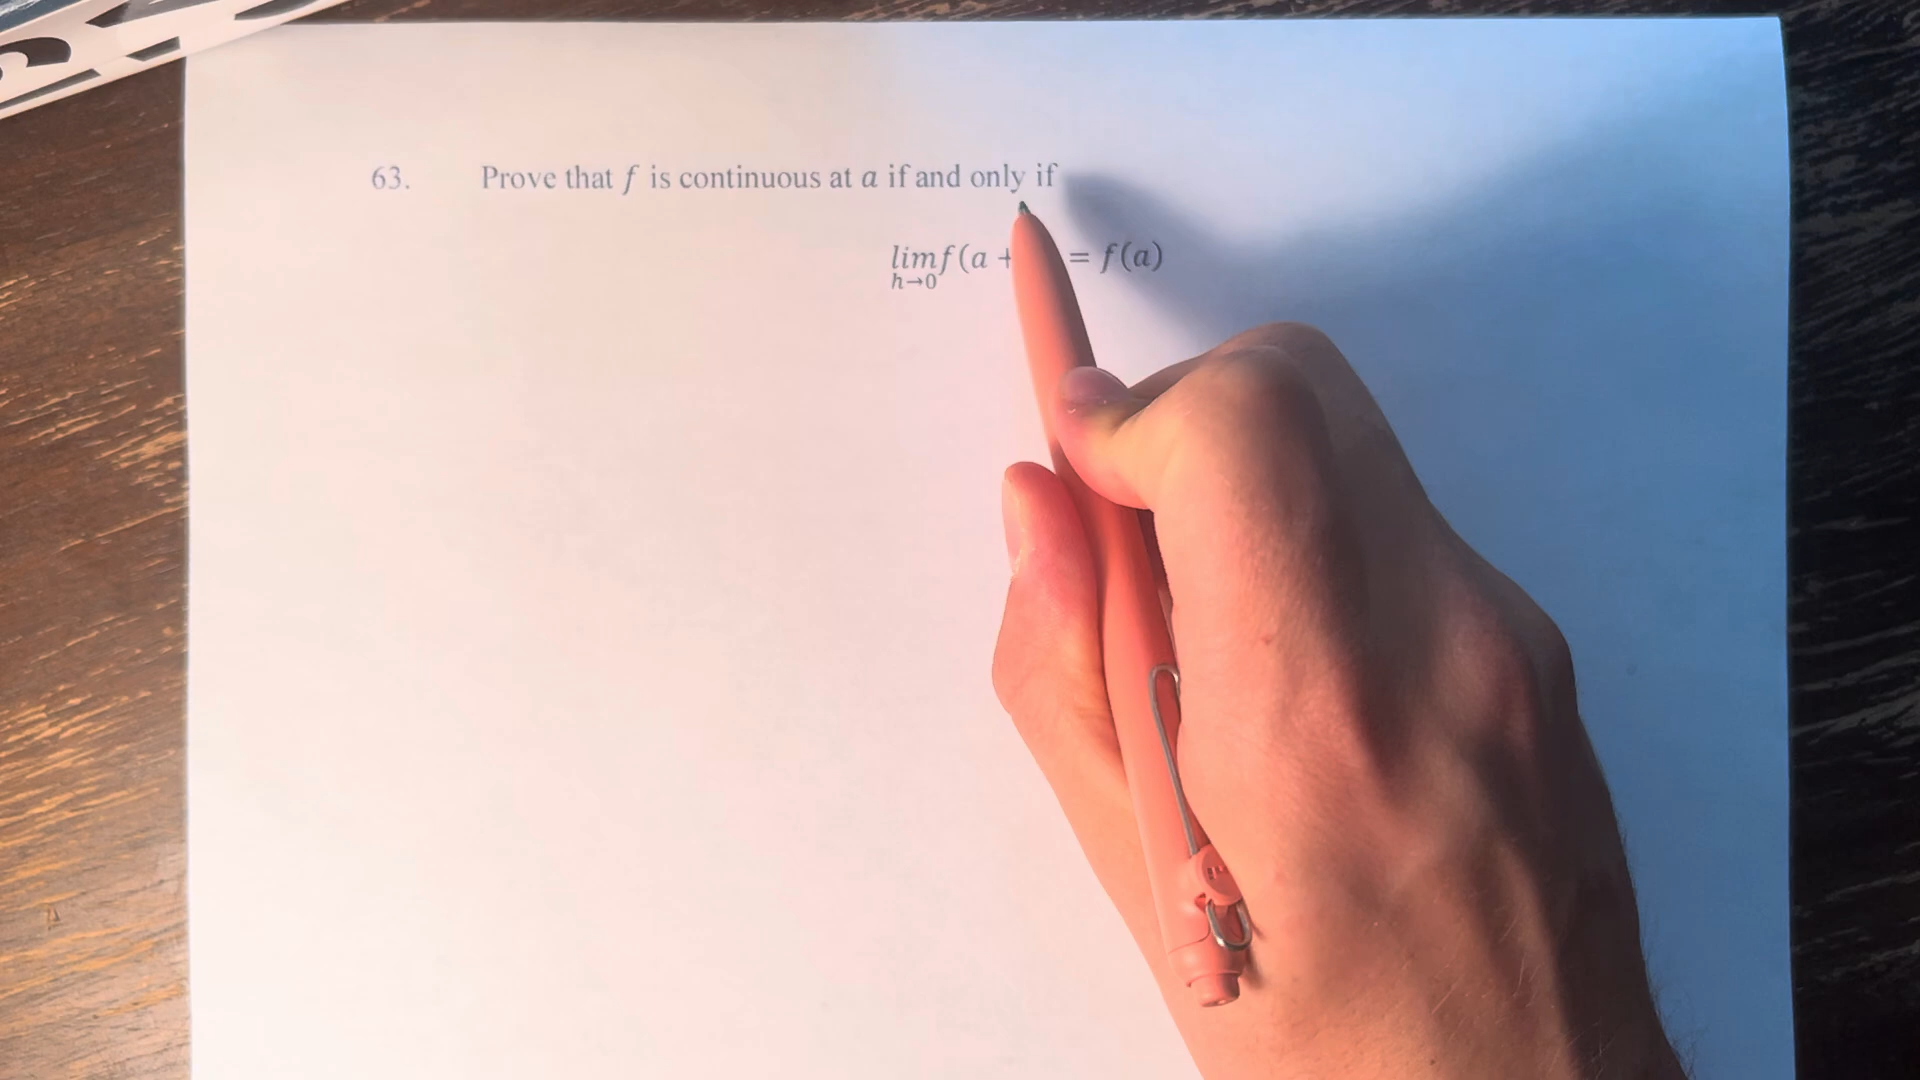 63. Prove that f is continuous at a if and only if
lim f(a + = f(a)
h→0